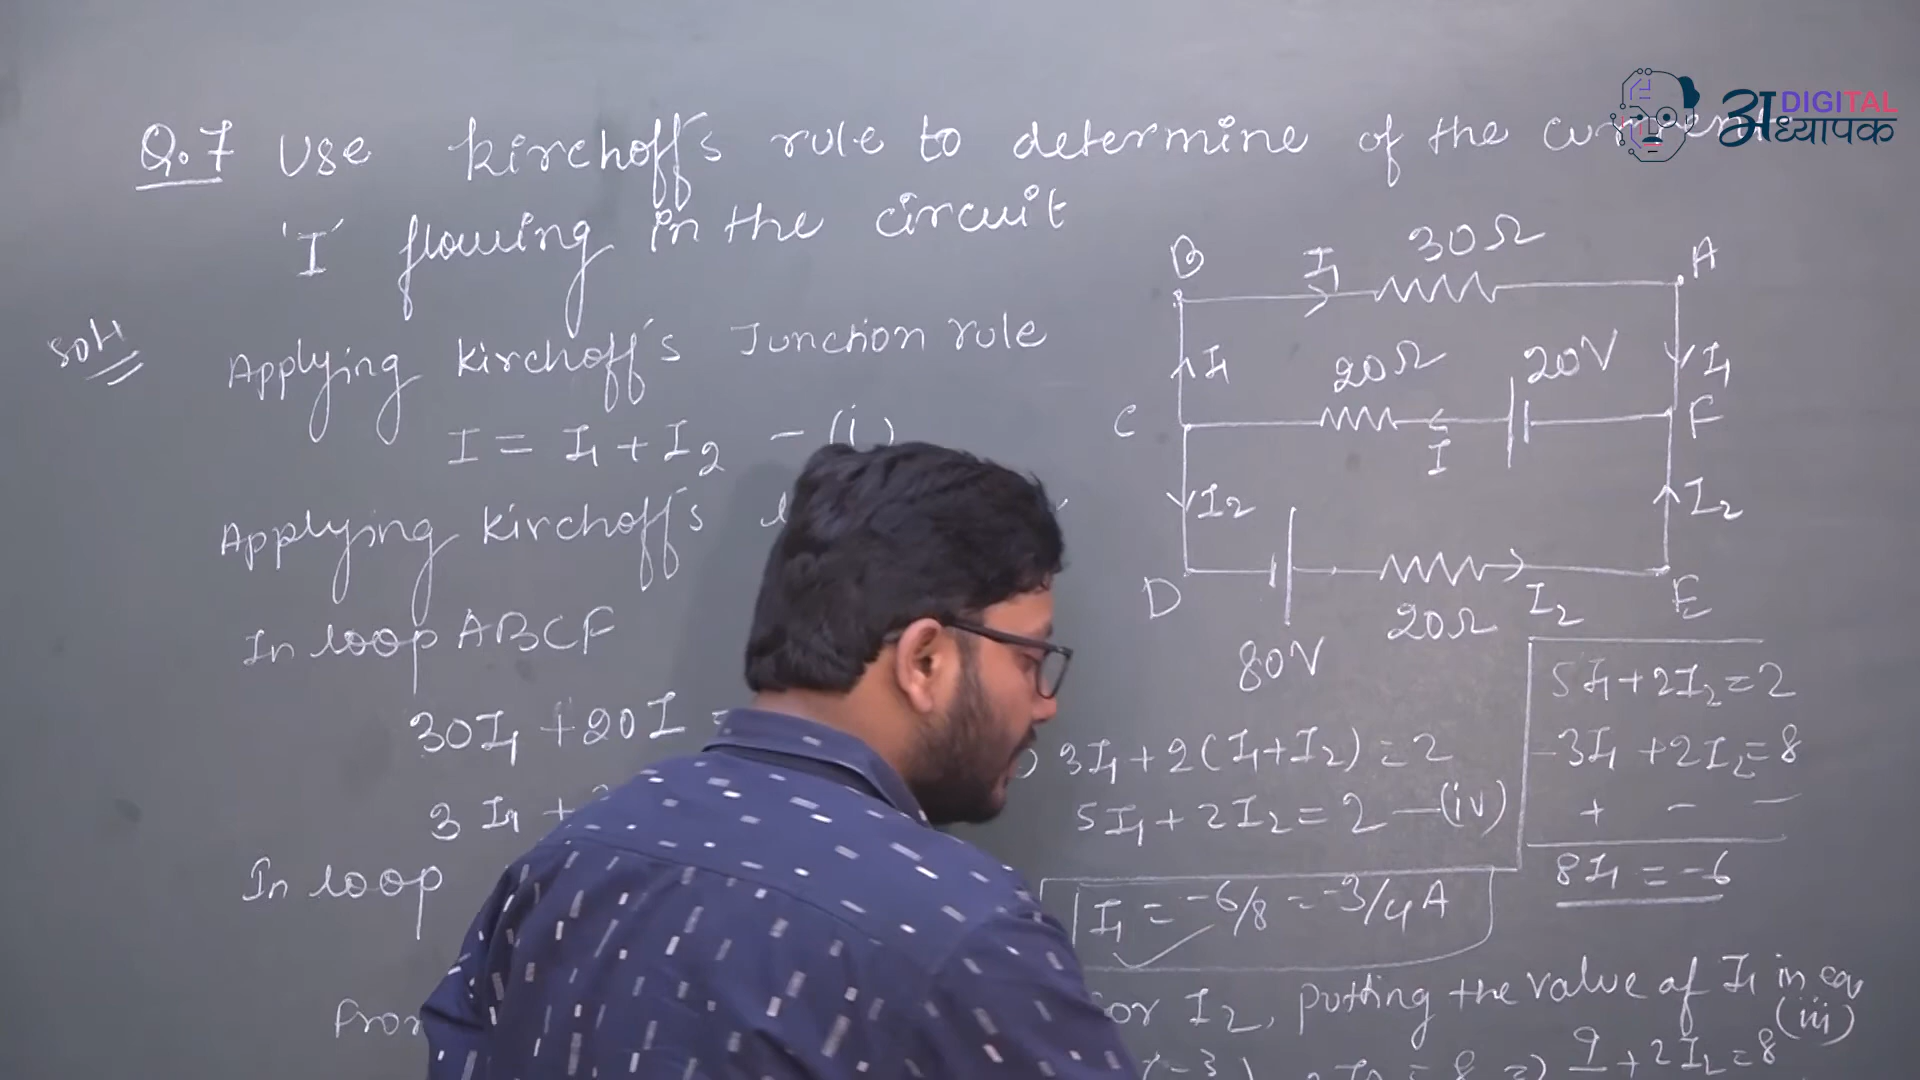 Q.7 Use Kirchoff's rule to determine of the current
'I' flowing in the circuit
Soln
Applying Kirchoff's Junction rule
I = I1 + I2 - (i)
Applying Kirchoff's
In loop ABCF
30I1 + 20I =
3I1 +
In loop
From
B I1 30Ω A
I1 20Ω 20V I1
C I F
I2 I2
D 20Ω I2 E
80V
3I1 + 2(I1 + I2) = 2
5I1 + 2I2 = 2 - (iv)
5I1 + 2I2 = 2
-3I1 + 2I2 = 8
+ - -
8I1 = -6
I1 = -6/8 = -3/4 A
or I2, putting the value of I1 in eq (iii)
9 + 2I2 = 8
DIGITAL
अध्यापक